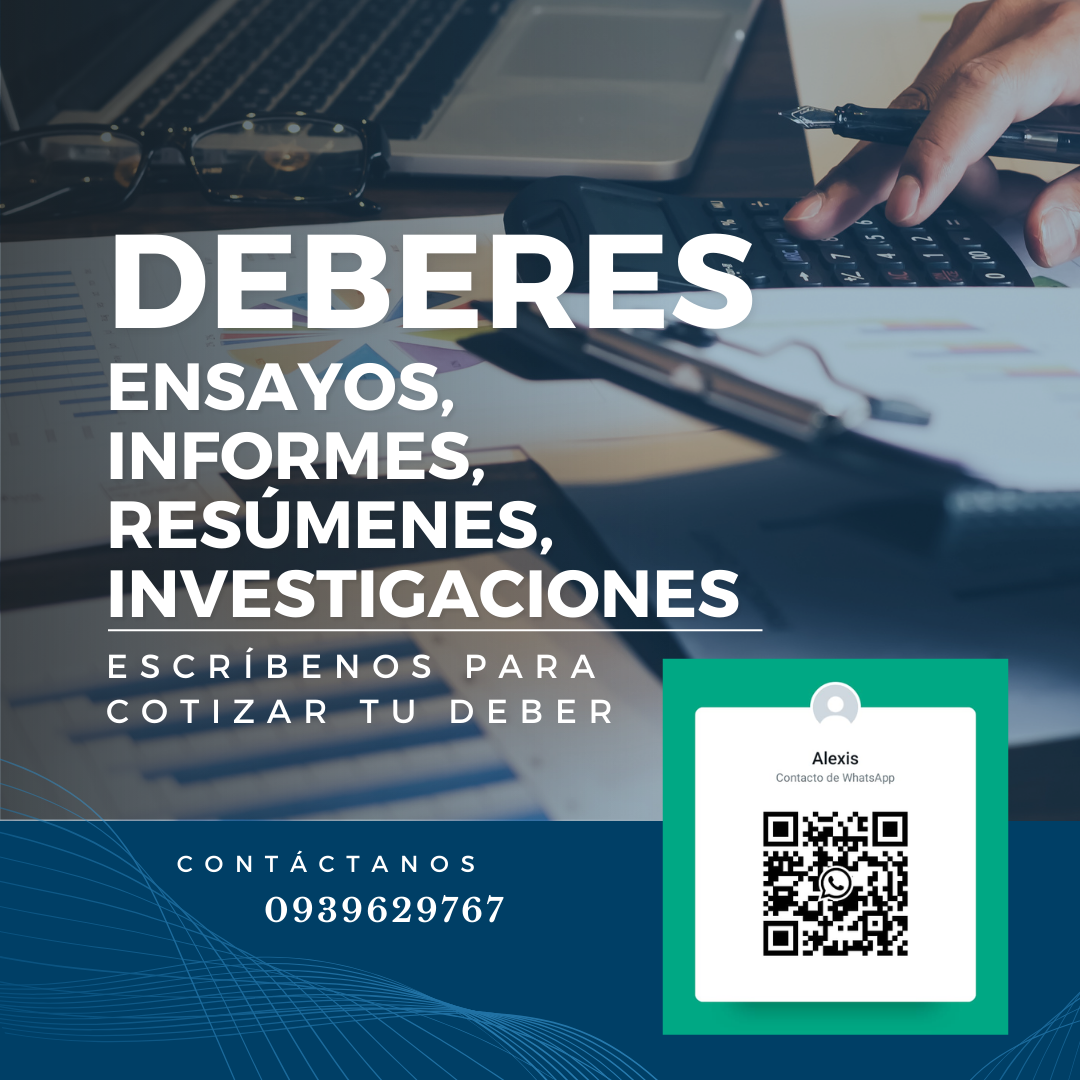 DEBERES
ENSAYOS,
INFORMES,
RESÚMENES,
INVESTIGACIONES
ESCRÍBENOS PARA
COTIZAR TU DEBER
Alexis
Contacto de WhatsApp
CONTÁCTANOS
0939629767